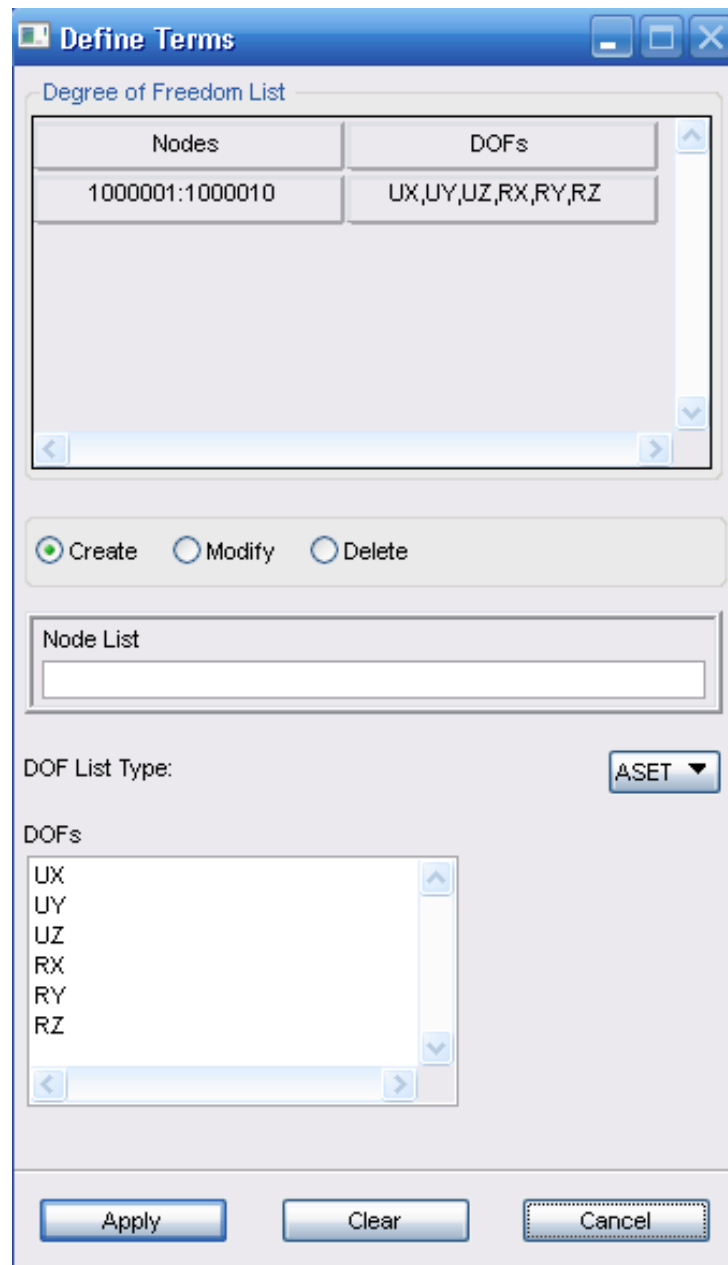 Define Terms
Degree of Freedom List
Nodes DOFs
1000001:1000010 UX,UY,UZ,RX,RY,RZ
Create Modify Delete
Node List
DOF List Type: ASET
DOFs
UX
UY
UZ
RX
RY
RZ
Apply Clear Cancel